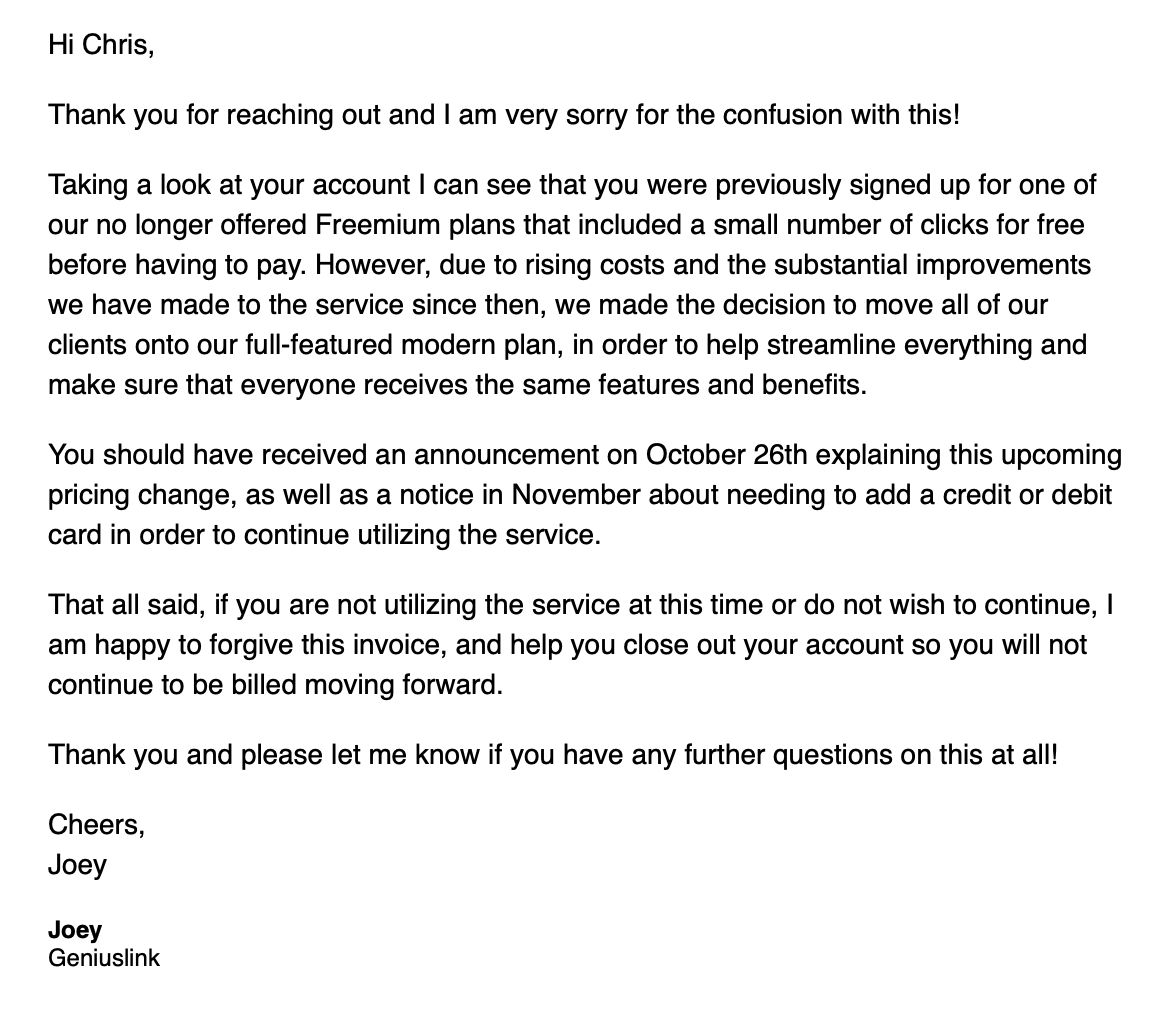 Hi Chris,
Thank you for reaching out and I am very sorry for the confusion with this!
Taking a look at your account I can see that you were previously signed up for one of
our no longer offered Freemium plans that included a small number of clicks for free
before having to pay. However, due to rising costs and the substantial improvements
we have made to the service since then, we made the decision to move all of our
clients onto our full-featured modern plan, in order to help streamline everything and
make sure that everyone receives the same features and benefits.
You should have received an announcement on October 26th explaining this upcoming
pricing change, as well as a notice in November about needing to add a credit or debit
card in order to continue utilizing the service.
That all said, if you are not utilizing the service at this time or do not wish to continue, I
am happy to forgive this invoice, and help you close out your account so you will not
continue to be billed moving forward.
Thank you and please let me know if you have any further questions on this at all!
Cheers,
Joey
Joey
Geniuslink